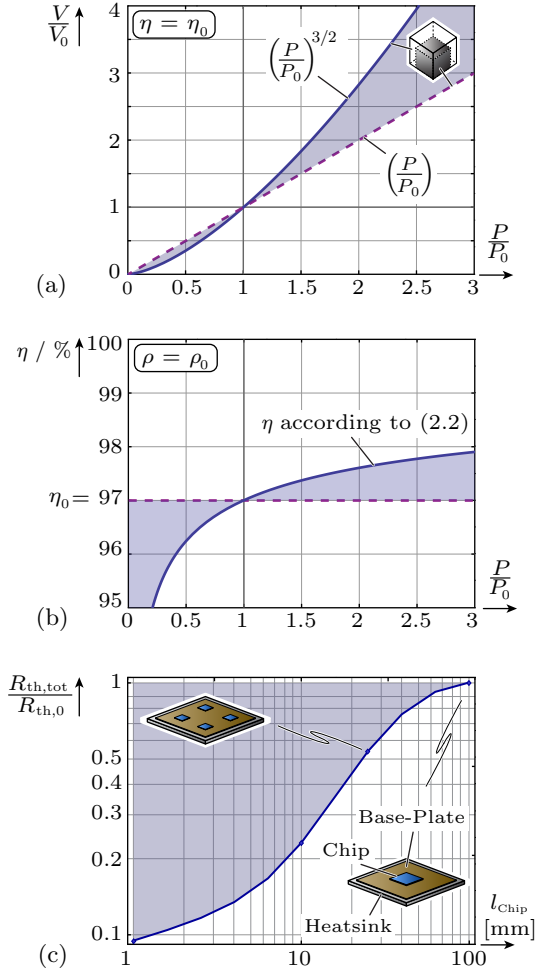 V/V₀
η = η₀
(P/P₀)^3/2
(P/P₀)
4
3
2
1
0
0 0.5 1 1.5 2 2.5 3
P/P₀
(a)
η / %
ρ = ρ₀
100
99
98
η₀= 97
96
95
η according to (2.2)
0 0.5 1 1.5 2 2.5 3
P/P₀
(b)
R_th,tot/R_th,0
1
0.5
0.4
0.3
0.2
0.1
Base-Plate
Chip
Heatsink
1 10 100
l_Chip
[mm]
(c)